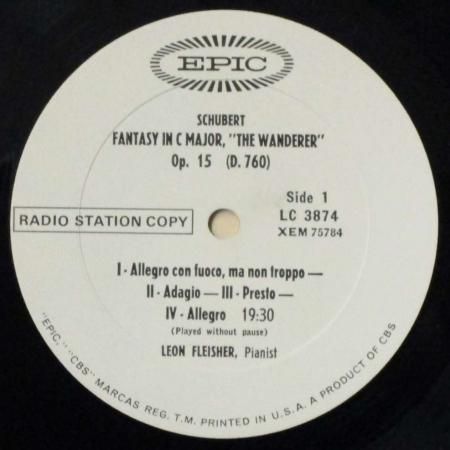 EPIC
SCHUBERT
FANTASY IN C MAJOR, "THE WANDERER"
Op. 15 (D. 760)
Side 1
LC 3874
XEM 75784
RADIO STATION COPY
I - Allegro con fuoco, ma non troppo —
II - Adagio — III - Presto —
IV - Allegro 19:30
(Played without pause)
LEON FLEISHER, Pianist
"EPIC," "CBS" MARCAS REG. T.M. PRINTED IN U.S.A. A PRODUCT OF CBS